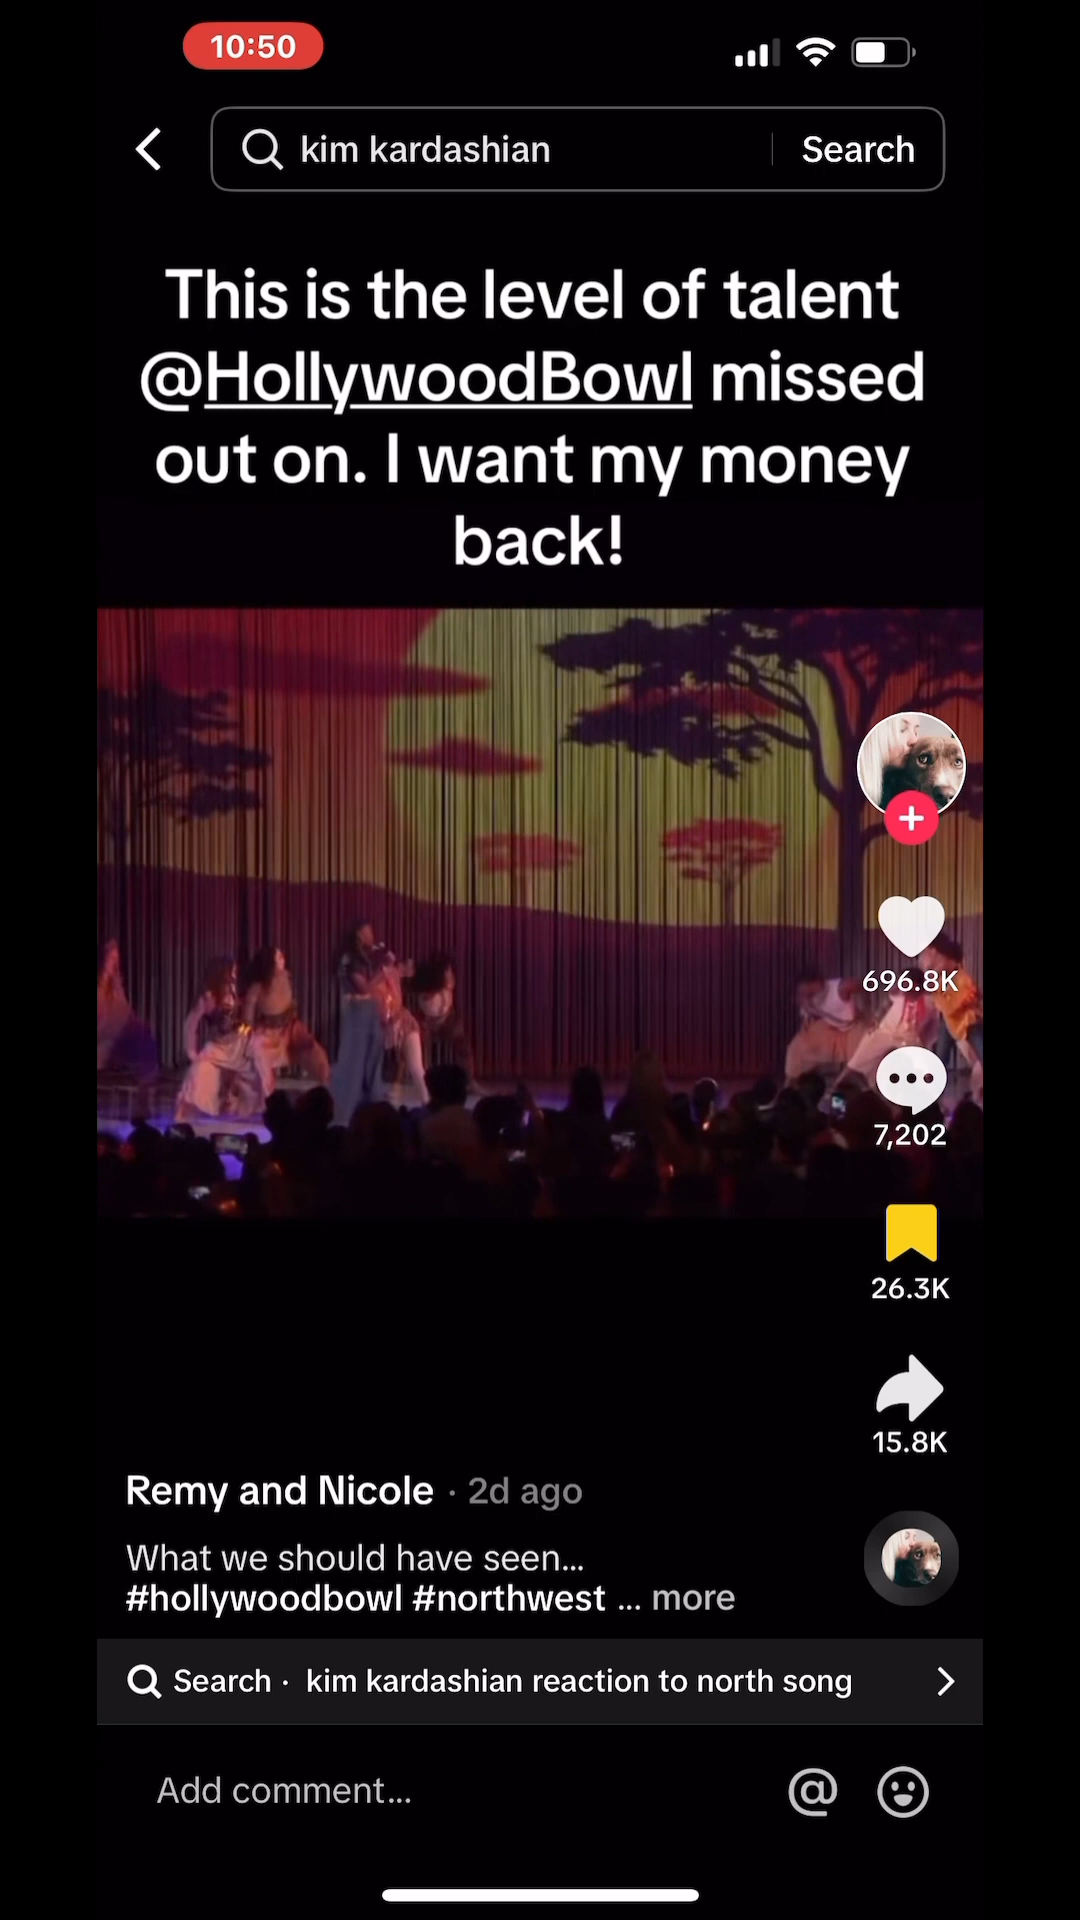 10:50
kim kardashian
Search
This is the level of talent
@HollywoodBowl missed
out on. I want my money
back!
696.8K
7,202
26.3K
15.8K
Remy and Nicole · 2d ago
What we should have seen...
#hollywoodbowl #northwest ... more
Search · kim kardashian reaction to north song
Add comment...